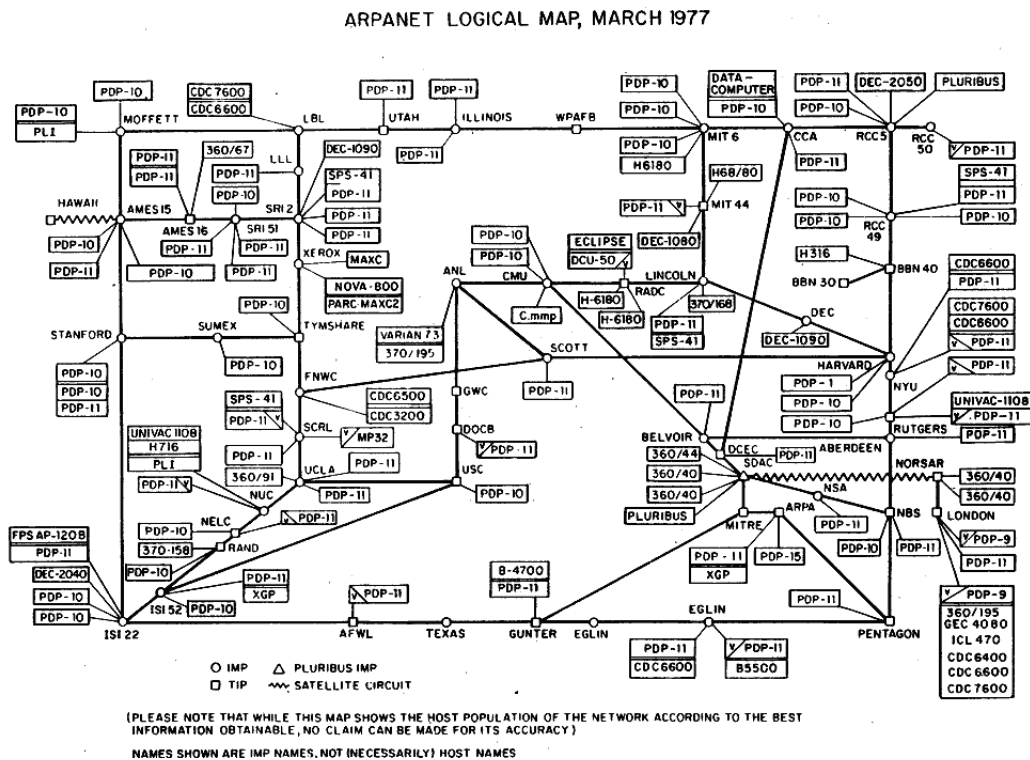 ARPANET LOGICAL MAP, MARCH 1977
PDP-10
PLI
PDP-10
MOFFETT
CDC7600
CDC6600
LBL
PDP-11
UTAH
PDP-11
ILLINOIS
PDP-11
WPAFB
PDP-10
PDP-10
PDP-10
H6180
MIT 6
DATA-
COMPUTER
PDP-10
CCA
PDP-11
PDP-11
PDP-10
DEC-2050
PLURIBUS
RCC 5
RCC
50
PDP-11
LLL
PDP-11
DEC-1090
SPS-41
PDP-11
PDP-11
PDP-11
SRI 2
PDP-11
PDP-11
360/67
PDP-10
HAWAII
AMES 15
AMES 16
SRI 51
PDP-11
PDP-11
PDP-10
PDP-11
PDP-10
H68/80
PDP-11
MIT 44
DEC-1080
SPS-41
PDP-11
PDP-10
PDP-10
PDP-10
RCC
49
XEROX
MAXC
NOVA-800
PARC-MAXC2
ANL
PDP-10
PDP-10
CMU
C.mmp
ECLIPSE
DCU-50
RADC
H-6180
H-6180
LINCOLN
370/168
PDP-11
SPS-41
H316
BBN 40
BBN 30
CDC6600
PDP-11
CDC7600
CDC6600
PDP-11
PDP-11
STANFORD
PDP-10
PDP-10
PDP-11
SUMEX
PDP-10
PDP-10
TYMSHARE
VARIAN 73
370/195
SCOTT
PDP-11
DEC
DEC-1090
HARVARD
PDP-1
PDP-10
NYU
FNWC
CDC6500
CDC3200
GWC
SPS-41
PDP-11
SCRL
MP32
PDP-11
DOCB
PDP-11
PDP-11
PDP-10
UNIVAC-1108
PDP-11
RUTGERS
PDP-11
BELVOIR
DCEC
PDP-11
ABERDEEN
UNIVAC 1108
H716
PLI
PDP-11
NUC
360/91
UCLA
PDP-11
PDP-11
USC
PDP-10
360/44
360/40
360/40
PLURIBUS
SDAC
NSA
PDP-11
NORSAR
360/40
360/40
LONDON
PDP-9
PDP-11
NELC
PDP-10
PDP-11
370-158
RAND
PDP-10
MITRE
ARPA
PDP-11
XGP
PDP-15
NBS
PDP-10
PDP-11
FPS AP-120B
PDP-11
DEC-2040
PDP-10
PDP-10
ISI 22
ISI 52
PDP-11
XGP
PDP-10
PDP-11
AFWL
TEXAS
B-4700
PDP-11
GUNTER
EGLIN
EGLIN
PDP-11
CDC6600
PDP-11
B5500
PDP-11
PENTAGON
PDP-9
360/195
GEC 4080
ICL 470
CDC6400
CDC6600
CDC7600
IMP
PLURIBUS IMP
TIP
SATELLITE CIRCUIT
(PLEASE NOTE THAT WHILE THIS MAP SHOWS THE HOST POPULATION OF THE NETWORK ACCORDING TO THE BEST
INFORMATION OBTAINABLE, NO CLAIM CAN BE MADE FOR ITS ACCURACY)
NAMES SHOWN ARE IMP NAMES, NOT (NECESSARILY) HOST NAMES